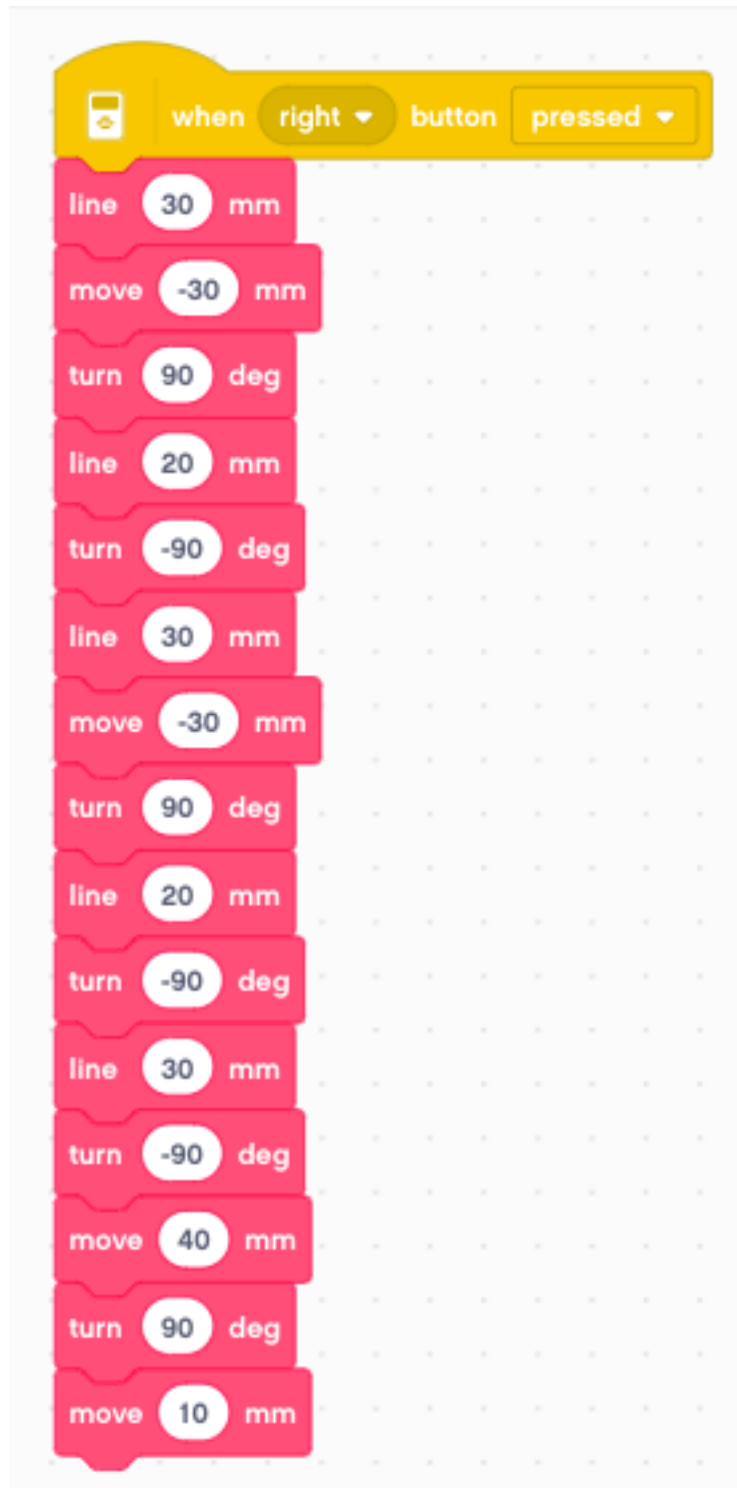 when right button pressed
line 30 mm
move -30 mm
turn 90 deg
line 20 mm
turn -90 deg
line 30 mm
move -30 mm
turn 90 deg
line 20 mm
turn -90 deg
line 30 mm
turn -90 deg
move 40 mm
turn 90 deg
move 10 mm